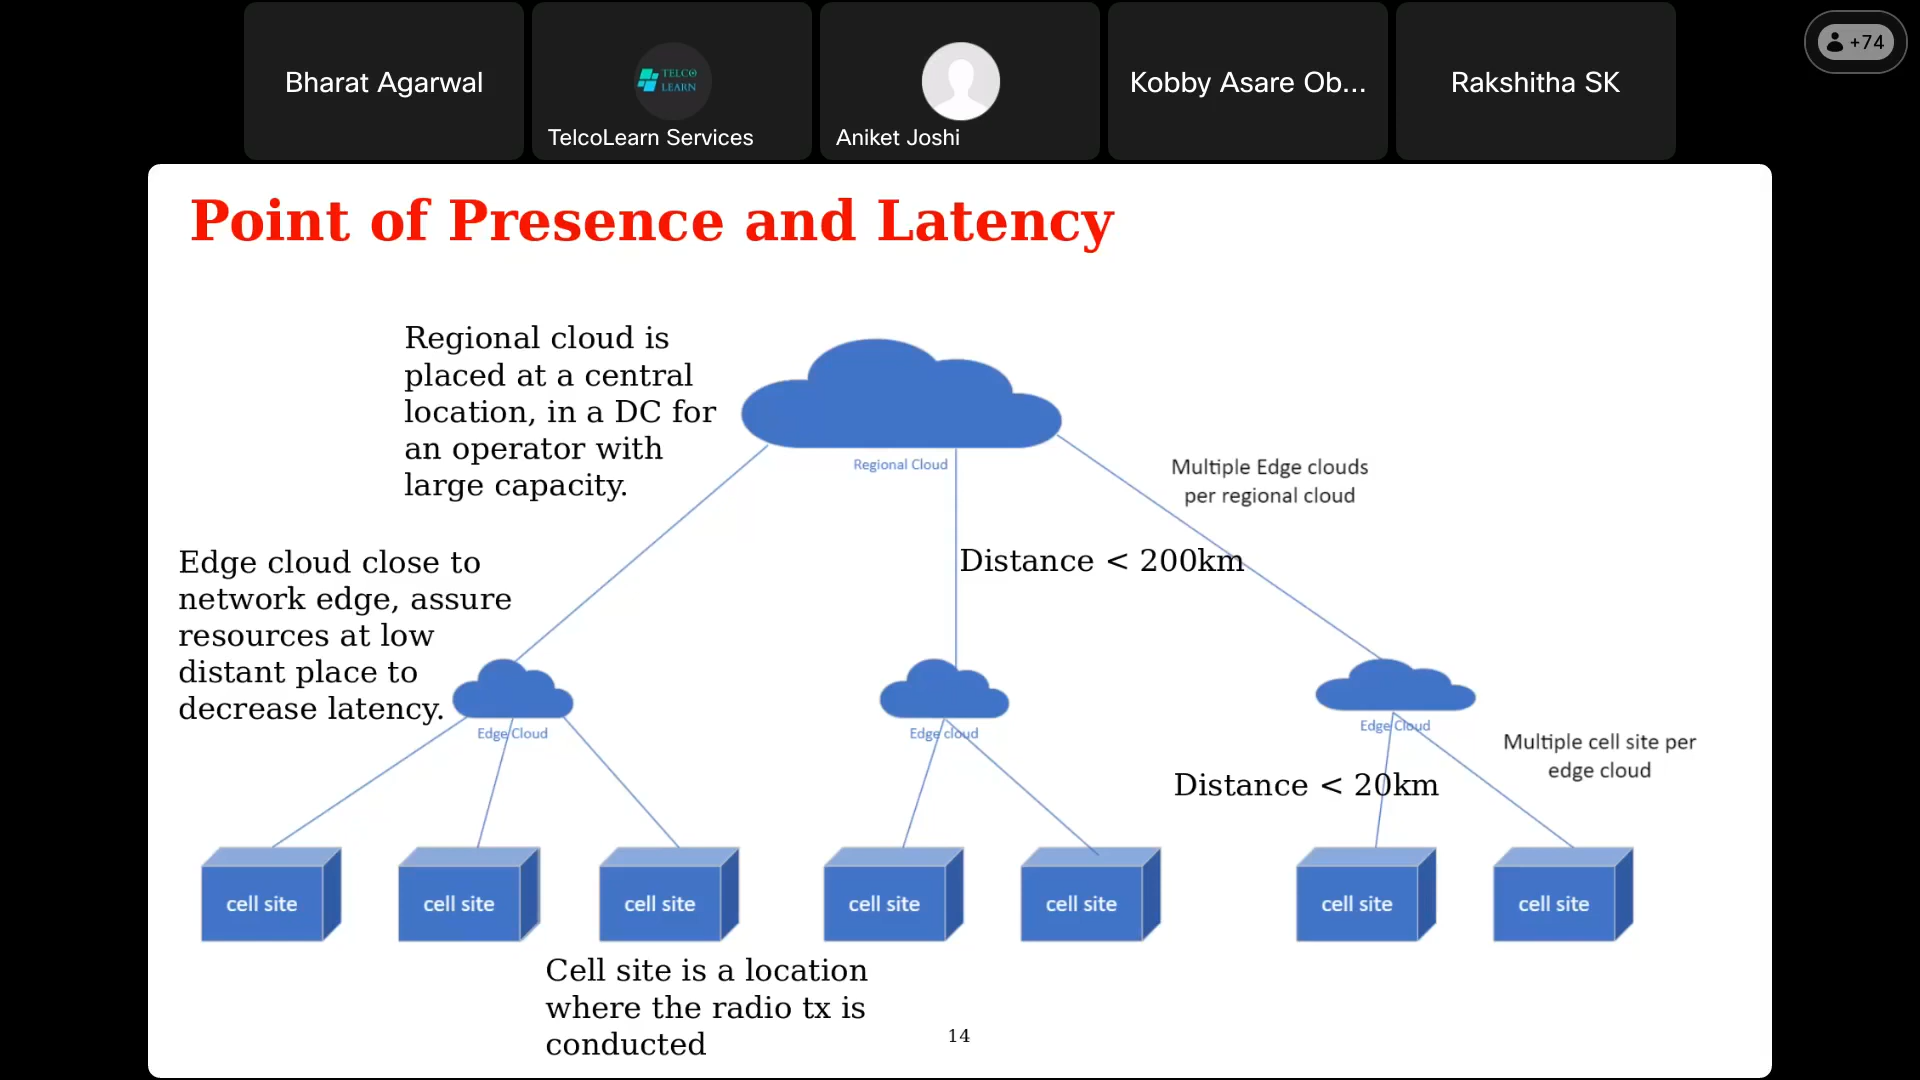 Bharat Agarwal
TELCO
LEARN
TelcoLearn Services
Aniket Joshi
Kobby Asare Ob...
Rakshitha SK
+74
Point of Presence and Latency
Regional cloud is
placed at a central
location, in a DC for
an operator with
large capacity.
Regional Cloud
Multiple Edge clouds
per regional cloud
Distance < 200km
Edge cloud close to
network edge, assure
resources at low
distant place to
decrease latency.
Edge Cloud
Edge cloud
Edge Cloud
Multiple cell site per
edge cloud
Distance < 20km
cell site
cell site
cell site
cell site
cell site
cell site
cell site
Cell site is a location
where the radio tx is
conducted
14